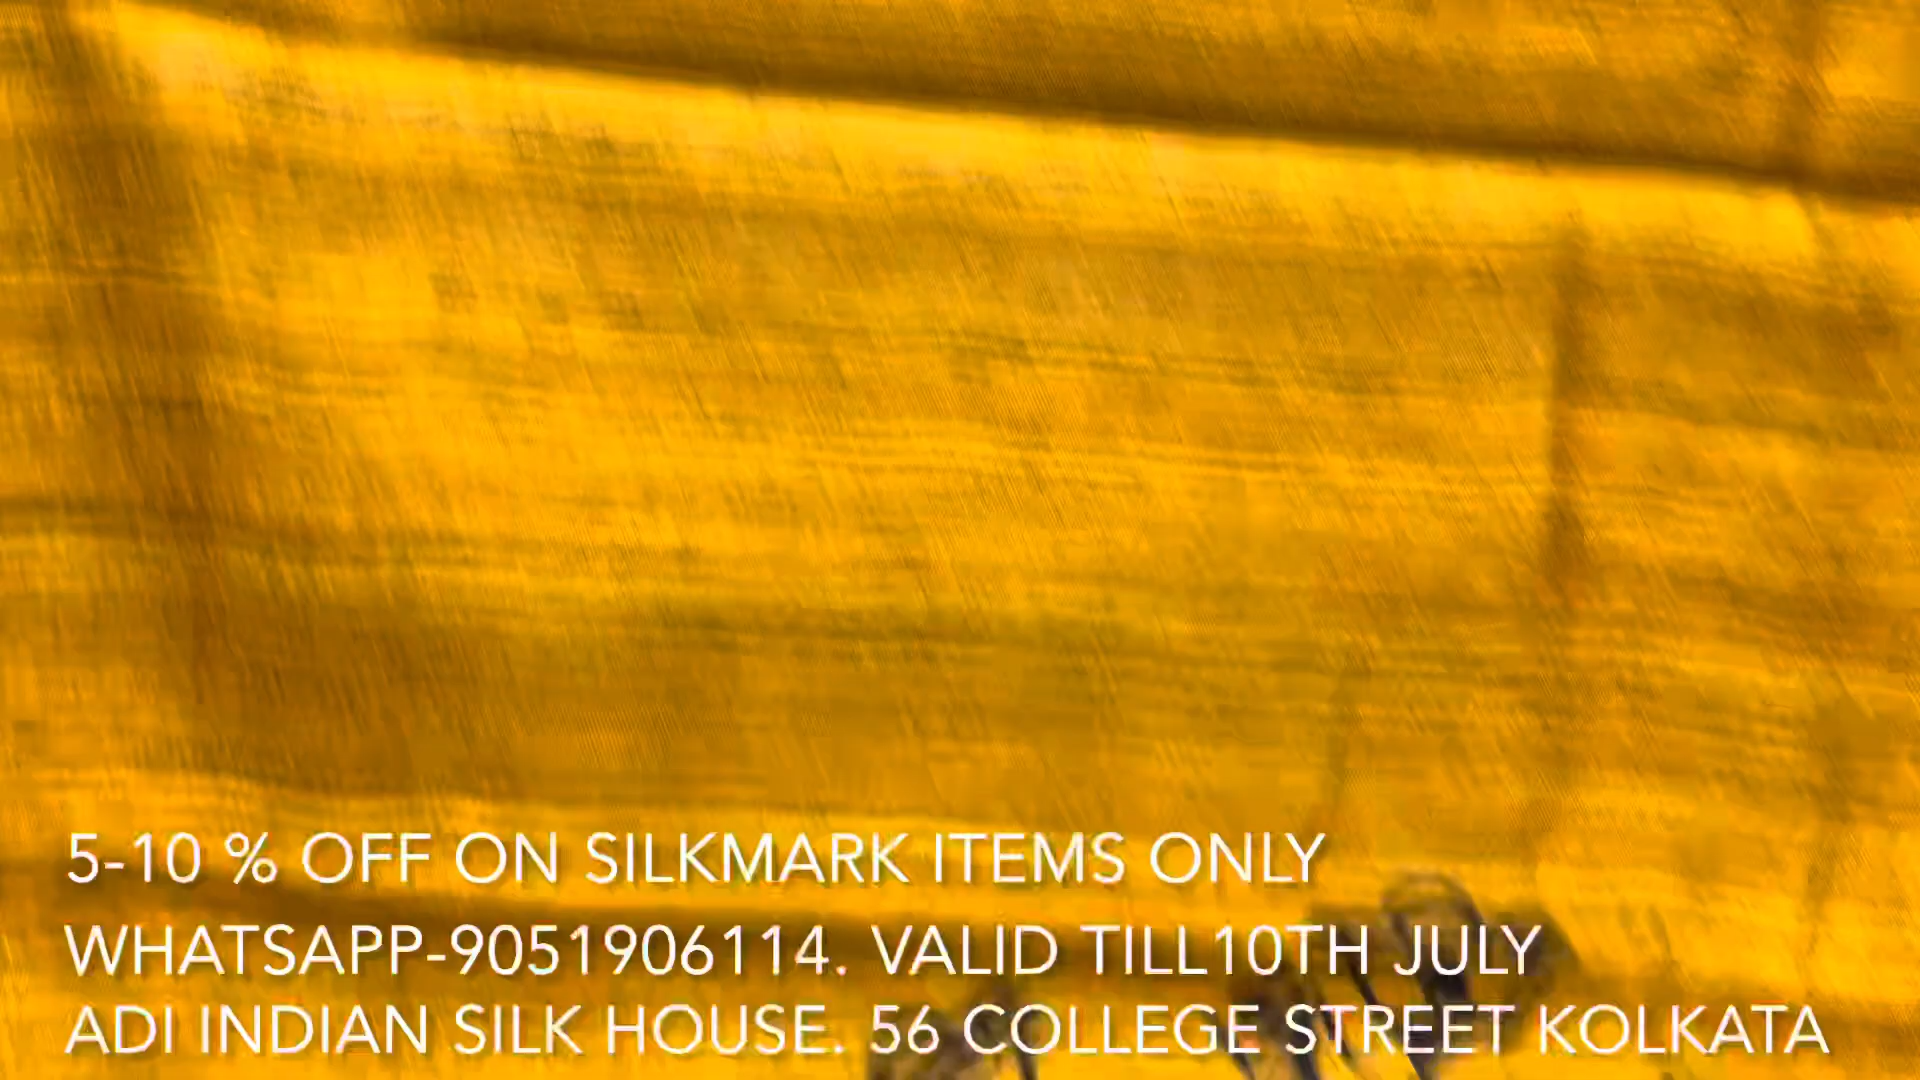 5-10 % OFF ON SILKMARK ITEMS ONLY
WHATSAPP-9051906114. VALID TILL10TH JULY
ADI INDIAN SILK HOUSE. 56 COLLEGE STREET KOLKATA